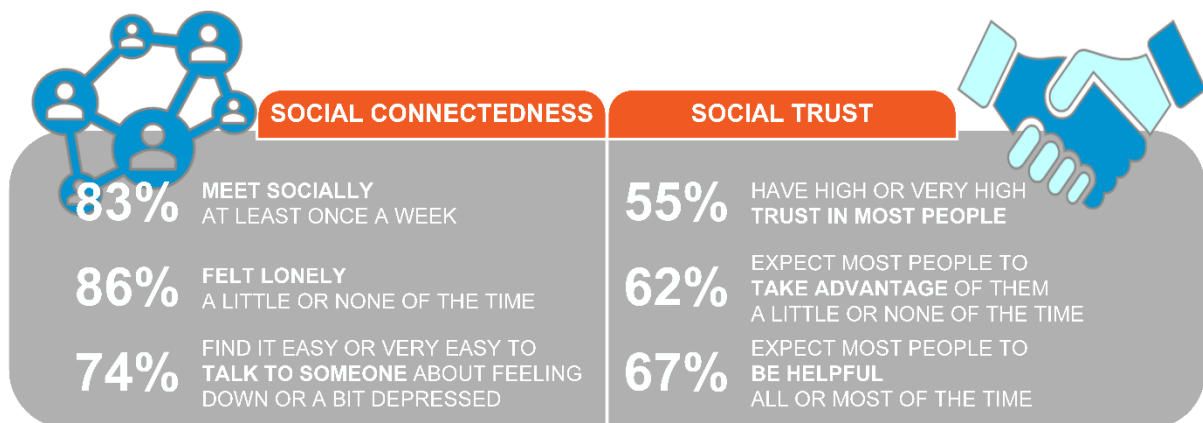 SOCIAL CONNECTEDNESS
83% MEET SOCIALLY
AT LEAST ONCE A WEEK
86% FELT LONELY
A LITTLE OR NONE OF THE TIME
74% FIND IT EASY OR VERY EASY TO
TALK TO SOMEONE ABOUT FEELING
DOWN OR A BIT DEPRESSED
SOCIAL TRUST
55% HAVE HIGH OR VERY HIGH
TRUST IN MOST PEOPLE
62% EXPECT MOST PEOPLE TO
TAKE ADVANTAGE OF THEM
A LITTLE OR NONE OF THE TIME
67% EXPECT MOST PEOPLE TO
BE HELPFUL
ALL OR MOST OF THE TIME